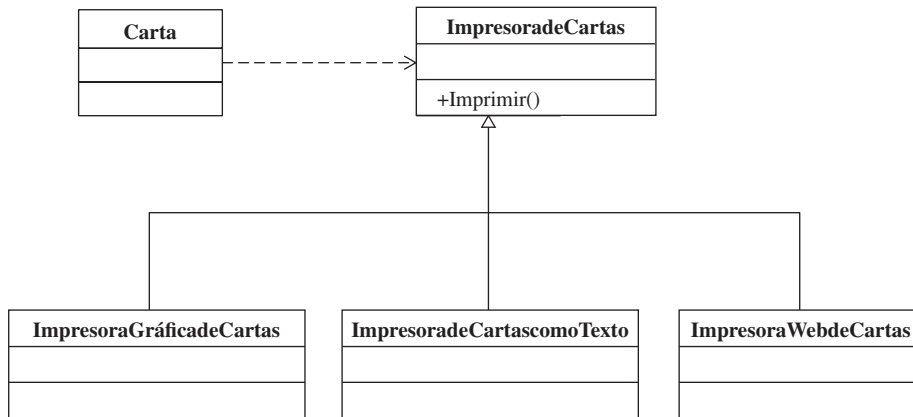 Carta
ImpresoradeCartas
+Imprimir()
ImpresoraGráficadeCartas
ImpresoradeCartascomoTexto
ImpresoraWebdeCartas